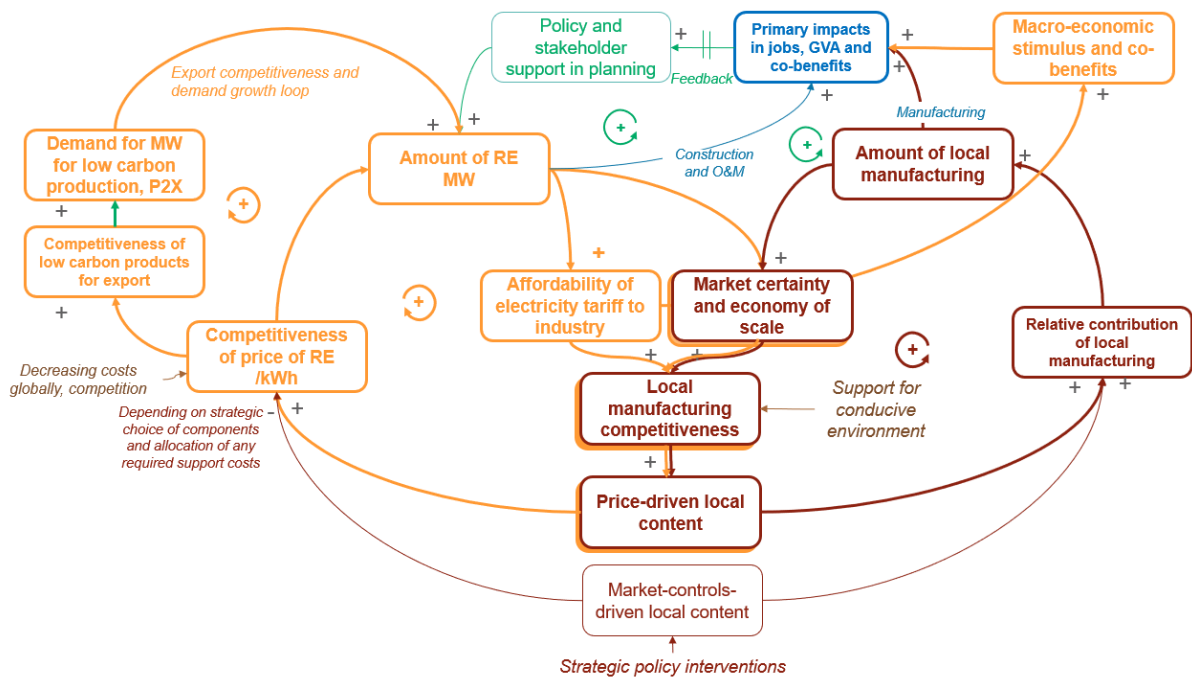 Policy and
stakeholder
support in planning
+
Feedback
Primary impacts
in jobs, GVA and
co-benefits
+
+
+
Macro-economic
stimulus and co-
benefits
+
Export competitiveness and
demand growth loop
Manufacturing
Demand for MW
for low carbon
production, P2X
+
+
+
Amount of RE
MW
+
Construction
and O&M
+
Amount of local
manufacturing
+
+
Competitiveness of
low carbon products
for export
+
+
+
Affordability of
electricity tariff to
industry
+
Market certainty
and economy of
scale
+
Competitiveness
of price of RE
/kWh
Relative contribution
of local
manufacturing
+
+
+
+
+
Decreasing costs
globally, competition
Local
manufacturing
competitiveness
Support for
conducive
environment
Depending on strategic
choice of components
and allocation of any
required support costs
-
+
+
Price-driven local
content
Market-controls-
driven local content
Strategic policy interventions